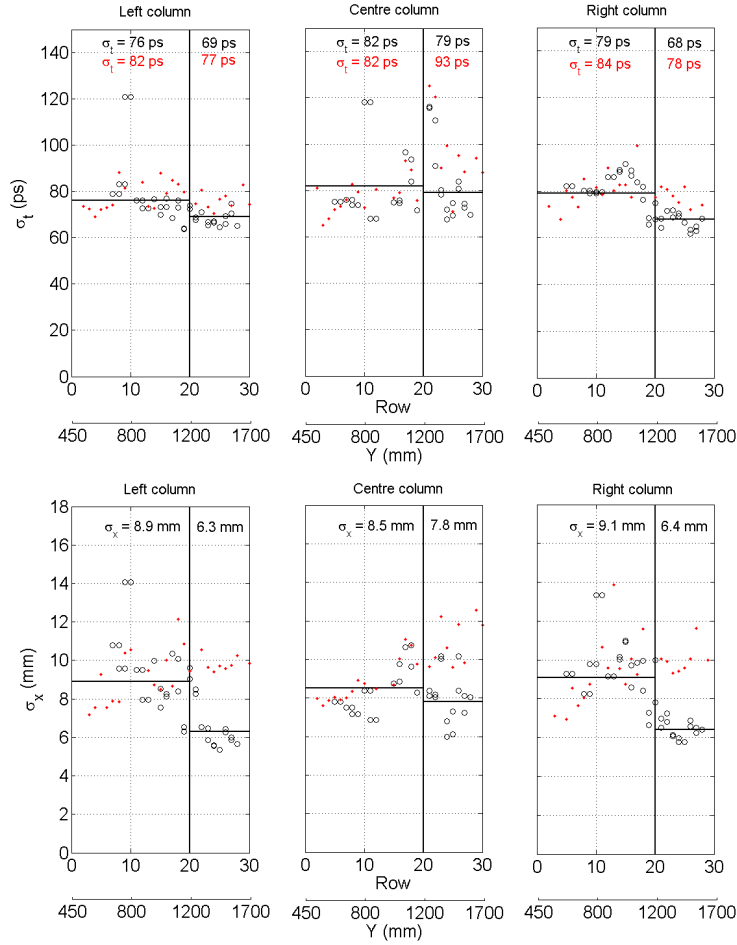 Left column Centre column Right column
σt = 76 ps 69 ps σt = 82 ps 79 ps σt = 79 ps 68 ps
σt = 82 ps 77 ps σt = 82 ps 93 ps σt = 84 ps 78 ps
140
120
100
80
60
40
20
0
σt (ps)
0 10 20 30 0 10 20 30 0 10 20 30
Row
450 800 1200 1700 450 800 1200 1700 450 800 1200 1700
Y (mm)
Left column Centre column Right column
σx = 8.9 mm 6.3 mm σx = 8.5 mm 7.8 mm σx = 9.1 mm 6.4 mm
18
16
14
12
10
8
6
4
2
0
σx (mm)
0 10 20 30 0 10 20 30 0 10 20 30
Row
450 800 1200 1700 450 800 1200 1700 450 800 1200 1700
Y (mm)